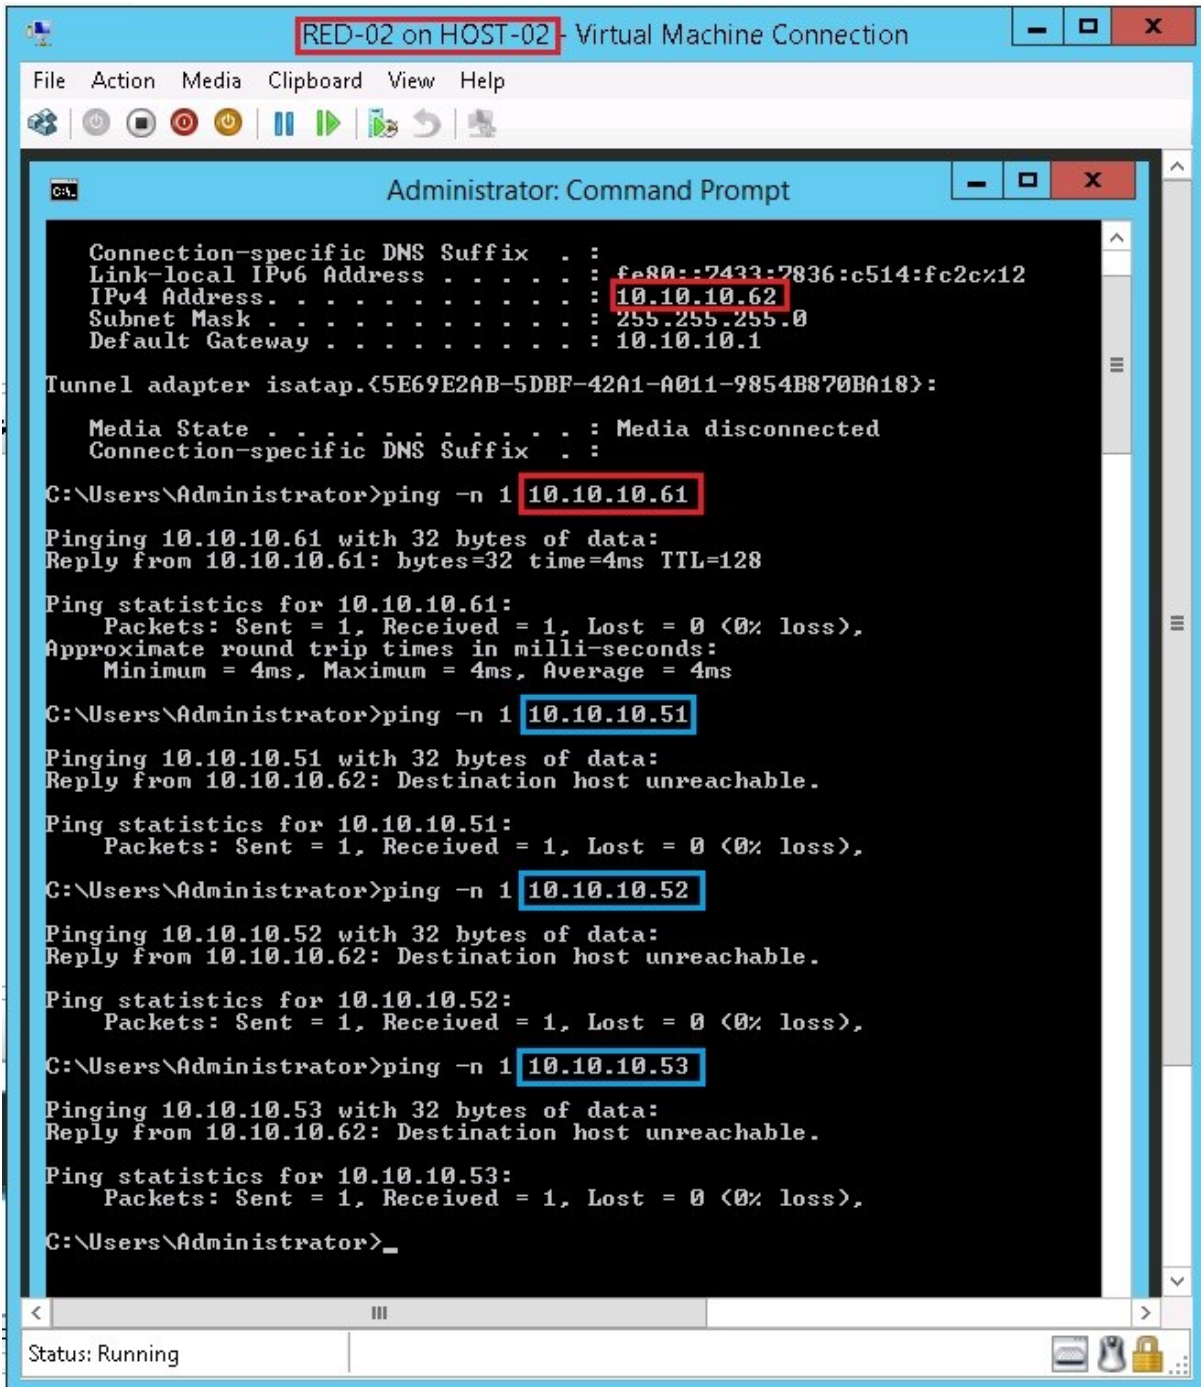 RED-02 on HOST-02 - Virtual Machine Connection
File Action Media Clipboard View Help
Administrator: Command Prompt
Connection-specific DNS Suffix . :
Link-local IPv6 Address . . . . . : fe80::7433:7836:c514:fc2c%12
IPv4 Address. . . . . . . . . . . : 10.10.10.62
Subnet Mask . . . . . . . . . . . : 255.255.255.0
Default Gateway . . . . . . . . . : 10.10.10.1
Tunnel adapter isatap.{5E69E2AB-5DBF-42A1-A011-9854B870BA18}:
Media State . . . . . . . . . . . : Media disconnected
Connection-specific DNS Suffix . :
C:\Users\Administrator>ping -n 1 10.10.10.61
Pinging 10.10.10.61 with 32 bytes of data:
Reply from 10.10.10.61: bytes=32 time=4ms TTL=128
Ping statistics for 10.10.10.61:
Packets: Sent = 1, Received = 1, Lost = 0 (0% loss),
Approximate round trip times in milli-seconds:
Minimum = 4ms, Maximum = 4ms, Average = 4ms
C:\Users\Administrator>ping -n 1 10.10.10.51
Pinging 10.10.10.51 with 32 bytes of data:
Reply from 10.10.10.62: Destination host unreachable.
Ping statistics for 10.10.10.51:
Packets: Sent = 1, Received = 1, Lost = 0 (0% loss),
C:\Users\Administrator>ping -n 1 10.10.10.52
Pinging 10.10.10.52 with 32 bytes of data:
Reply from 10.10.10.62: Destination host unreachable.
Ping statistics for 10.10.10.52:
Packets: Sent = 1, Received = 1, Lost = 0 (0% loss),
C:\Users\Administrator>ping -n 1 10.10.10.53
Pinging 10.10.10.53 with 32 bytes of data:
Reply from 10.10.10.62: Destination host unreachable.
Ping statistics for 10.10.10.53:
Packets: Sent = 1, Received = 1, Lost = 0 (0% loss),
C:\Users\Administrator>_
Status: Running